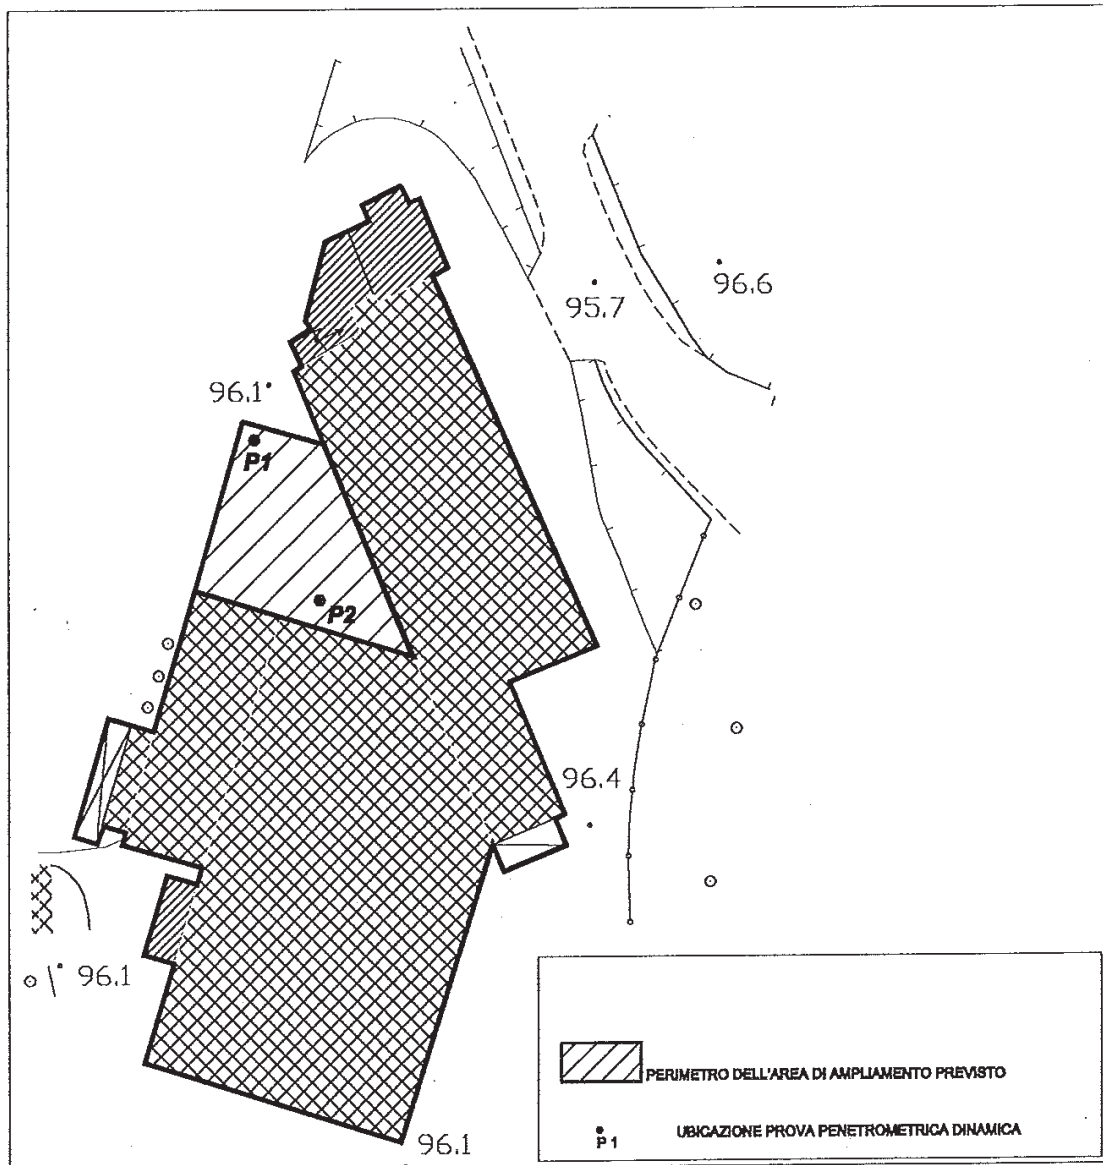 96.6
95.7
96.1
P1
P2
96.4
96.1
96.1
PERIMETRO DELL'AREA DI AMPLIAMENTO PREVISTO
P1 UBICAZIONE PROVA PENETROMETRICA DINAMICA